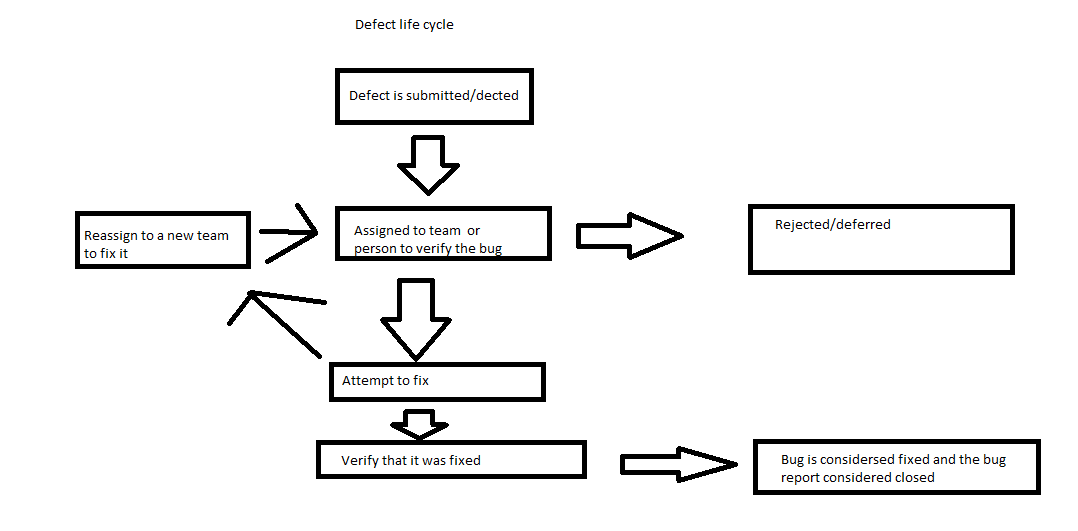 Defect life cycle
Defect is submitted/dected
Reassign to a new team
to fix it
Assigned to team or
person to verify the bug
Rejected/deferred
Attempt to fix
Verify that it was fixed
Bug is considersed fixed and the bug
report considered closed